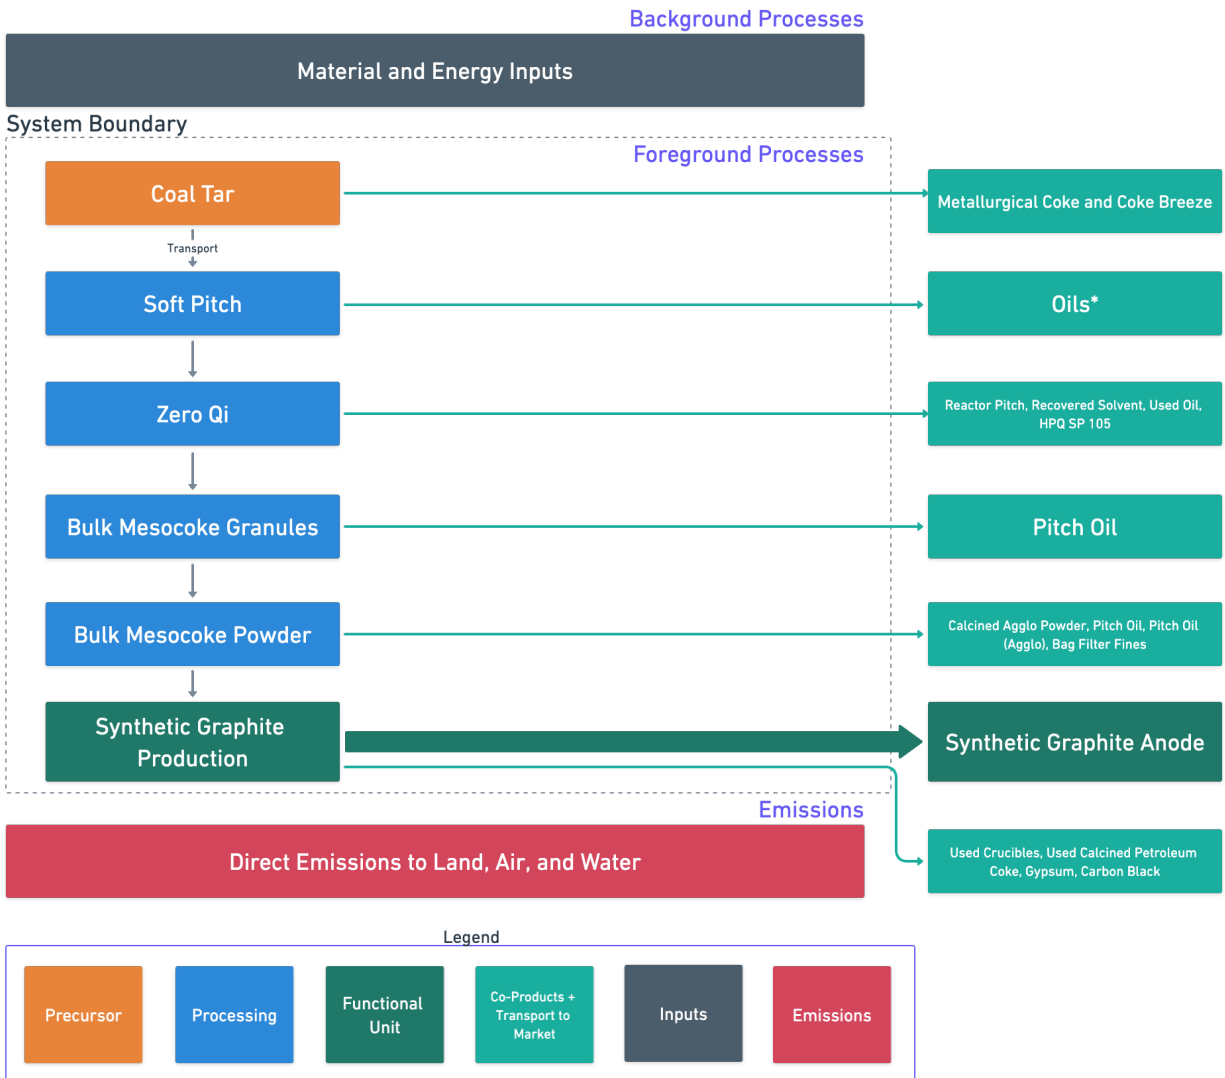 Background Processes
Material and Energy Inputs
System Boundary
Foreground Processes
Coal Tar
Metallurgical Coke and Coke Breeze
Transport
Soft Pitch
Oils*
Zero Qi
Reactor Pitch, Recovered Solvent, Used Oil,
HPQ SP 105
Bulk Mesocoke Granules
Pitch Oil
Bulk Mesocoke Powder
Calcined Agglo Powder, Pitch Oil, Pitch Oil
(Agglo), Bag Filter Fines
Synthetic Graphite
Production
Synthetic Graphite Anode
Emissions
Direct Emissions to Land, Air, and Water
Used Crucibles, Used Calcined Petroleum
Coke, Gypsum, Carbon Black
Legend
Precursor
Processing
Functional
Unit
Co-Products +
Transport to
Market
Inputs
Emissions